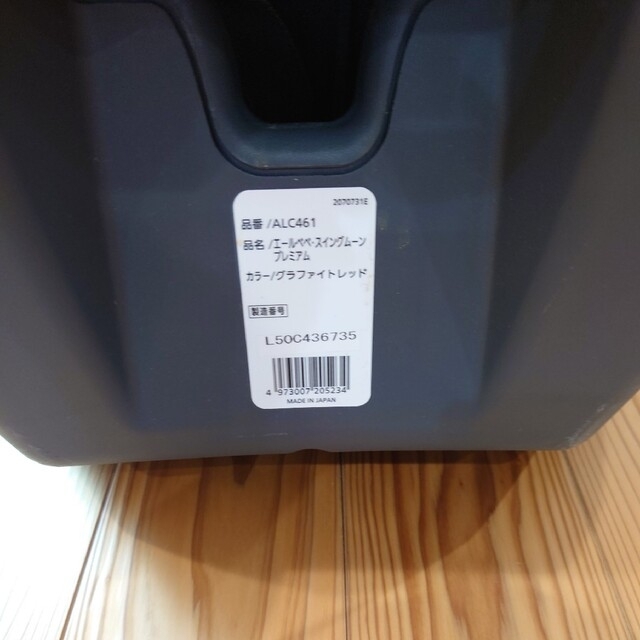 2070731E
品番 /ALC461
品名 /エールベベ・スイングムーン
プレミアム
カラー/グラファイトレッド
製造番号
L50C436735
4 973007 205234
MADE IN JAPAN